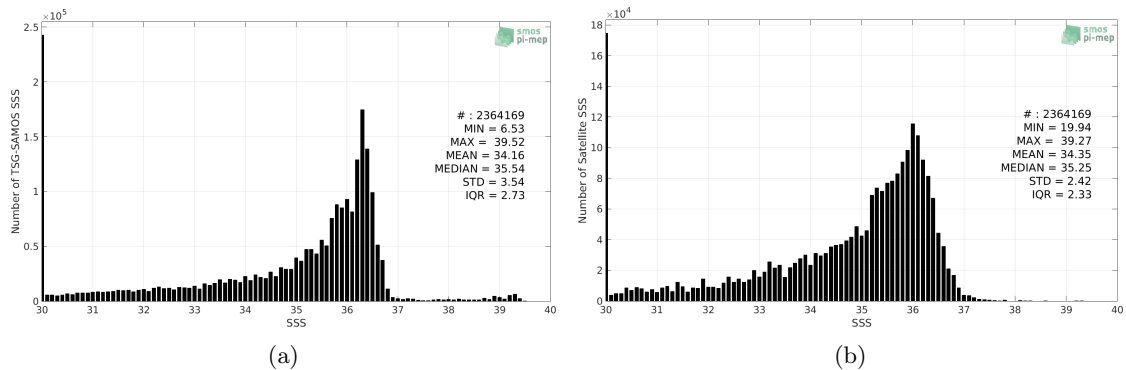 ×10⁵
2.5
2
1.5
1
0.5
0
Number of TSG-SAMOS SSS
smos
pi-mep
# : 2364169
MIN = 6.53
MAX = 39.52
MEAN = 34.16
MEDIAN = 35.54
STD = 3.54
IQR = 2.73
30 31 32 33 34 35 36 37 38 39 40
SSS
(a)
×10⁴
18
16
14
12
10
8
6
4
2
0
Number of Satellite SSS
smos
pi-mep
# : 2364169
MIN = 19.94
MAX = 39.27
MEAN = 34.35
MEDIAN = 35.25
STD = 2.42
IQR = 2.33
30 31 32 33 34 35 36 37 38 39 40
SSS
(b)